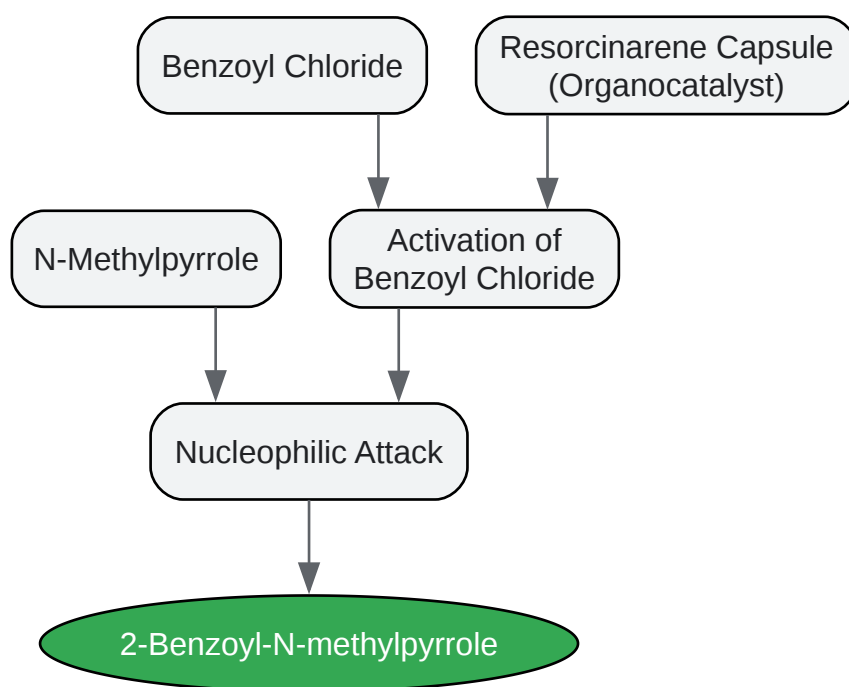 Benzoyl Chloride
Resorcinarene Capsule
(Organocatalyst)
N-Methylpyrrole
Activation of
Benzoyl Chloride
Nucleophilic Attack
2-Benzoyl-N-methylpyrrole